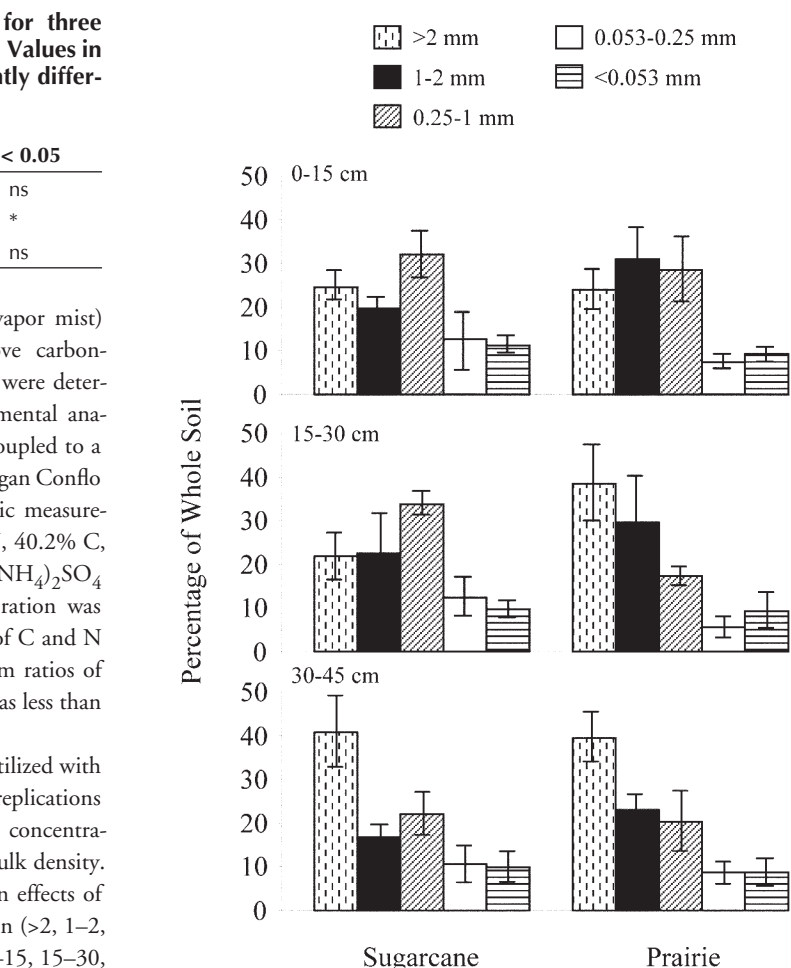 for three
Values in
ntly differ-
< 0.05
ns
*
ns
vapor mist)
ve carbon-
were deter-
mental ana-
oupled to a
gan Conflo
ic measure-
, 40.2% C,
NH4)2SO4
ration was
of C and N
m ratios of
as less than
tilized with
replications
concentra-
ulk density.
n effects of
n (>2, 1–2,
–15, 15–30,
>2 mm
1-2 mm
0.25-1 mm
0.053-0.25 mm
<0.053 mm
Percentage of Whole Soil
0-15 cm
50
40
30
20
10
0
15-30 cm
50
40
30
20
10
0
30-45 cm
50
40
30
20
10
0
Sugarcane Prairie